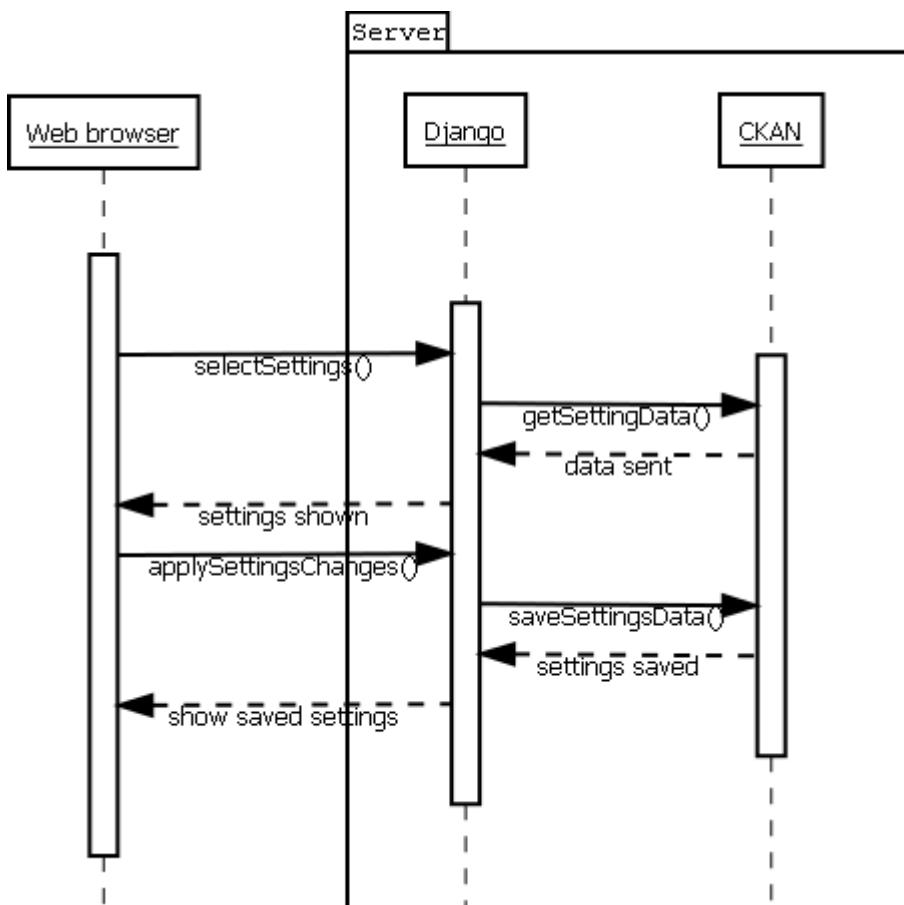 Server
Web browser
Django
CKAN
selectSettings()
getSettingData()
data sent
settings shown
applySettingsChanges()
saveSettingsData()
settings saved
show saved settings